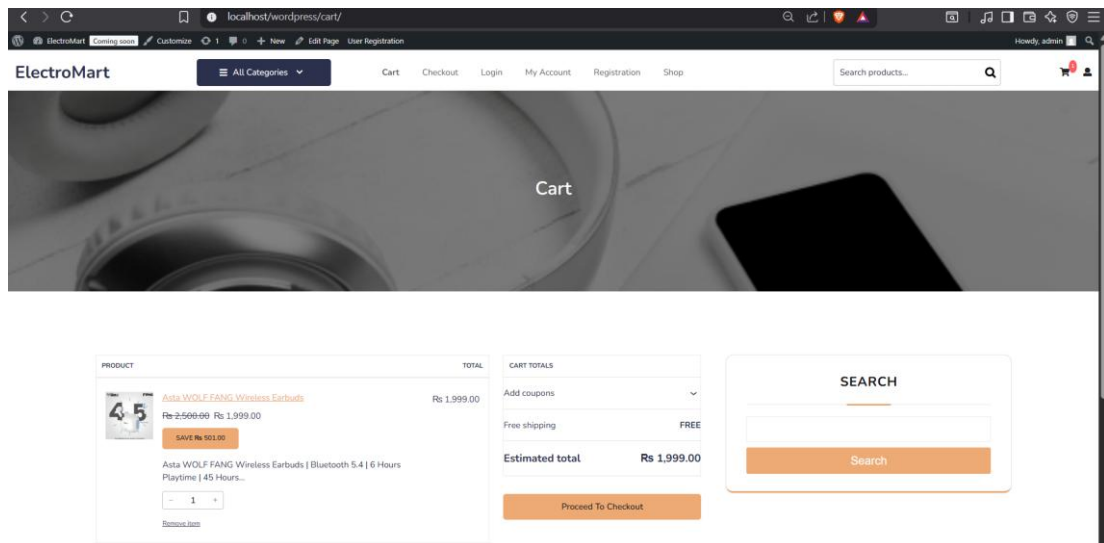 localhost/wordpress/cart/
ElectroMart Coming soon Customize 1 0 + New Edit Page User Registration Howdy, admin
ElectroMart
All Categories
Cart Checkout Login My Account Registration Shop
Search products...
Cart
PRODUCT TOTAL
Asta WOLF FANG Wireless Earbuds Rs 1,999.00
Rs 2,500.00 Rs 1,999.00
SAVE Rs 501.00
Asta WOLF FANG Wireless Earbuds | Bluetooth 5.4 | 6 Hours
Playtime | 45 Hours...
- 1 +
Remove item
CART TOTALS
Add coupons
Free shipping FREE
Estimated total Rs 1,999.00
Proceed To Checkout
SEARCH
Search